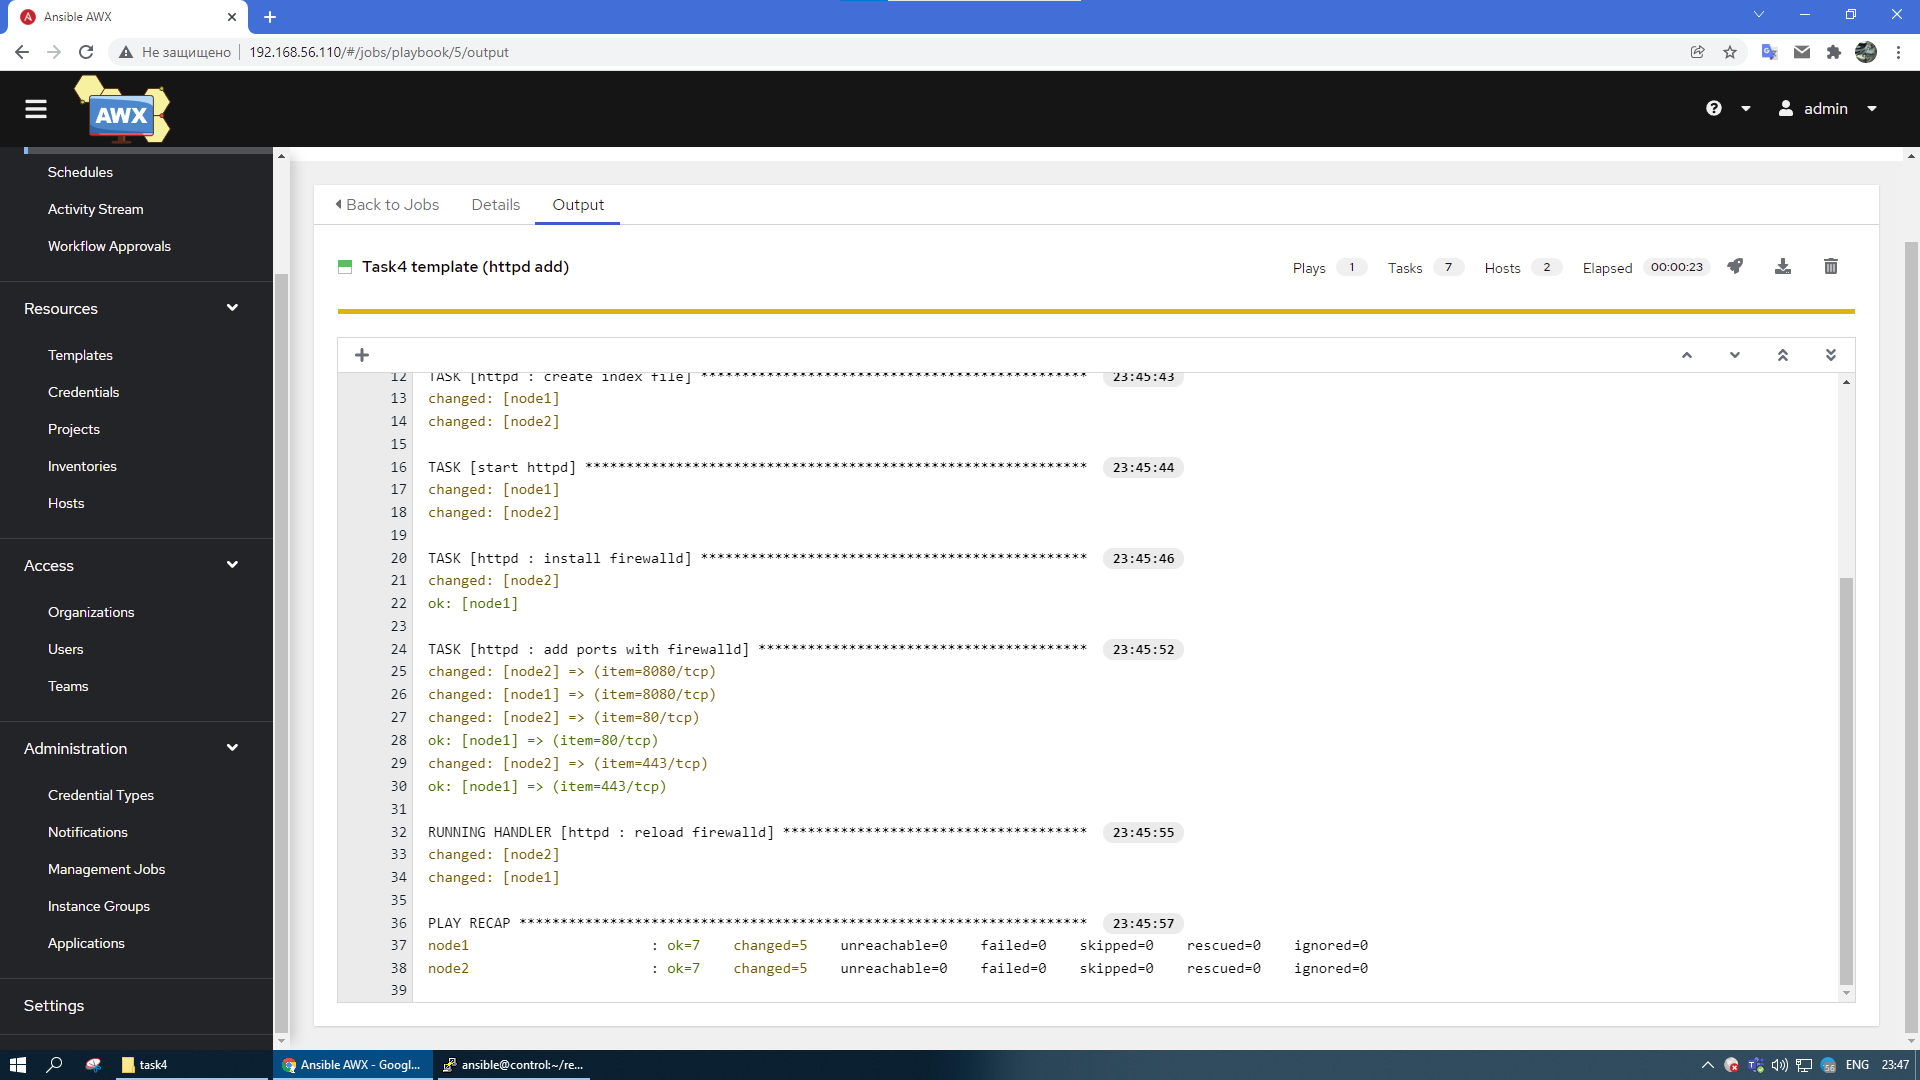 Ansible AWX
Не защищено
192.168.56.110/#/jobs/playbook/5/output
AWX
admin
Schedules
Activity Stream
Workflow Approvals
Resources
Templates
Credentials
Projects
Inventories
Hosts
Access
Organizations
Users
Teams
Administration
Credential Types
Notifications
Management Jobs
Instance Groups
Applications
Settings
Back to Jobs
Details
Output
Task4 template (httpd add)
Plays 1 Tasks 7 Hosts 2 Elapsed 00:00:23
12 TASK [httpd : create index file] *********************************************** 23:45:43
13 changed: [node1]
14 changed: [node2]
15
16 TASK [start httpd] ************************************************************* 23:45:44
17 changed: [node1]
18 changed: [node2]
19
20 TASK [httpd : install firewalld] *********************************************** 23:45:46
21 changed: [node2]
22 ok: [node1]
23
24 TASK [httpd : add ports with firewalld] **************************************** 23:45:52
25 changed: [node2] => (item=8080/tcp)
26 changed: [node1] => (item=8080/tcp)
27 changed: [node2] => (item=80/tcp)
28 ok: [node1] => (item=80/tcp)
29 changed: [node2] => (item=443/tcp)
30 ok: [node1] => (item=443/tcp)
31
32 RUNNING HANDLER [httpd : reload firewalld] ************************************* 23:45:55
33 changed: [node2]
34 changed: [node1]
35
36 PLAY RECAP ********************************************************************* 23:45:57
37 node1 : ok=7 changed=5 unreachable=0 failed=0 skipped=0 rescued=0 ignored=0
38 node2 : ok=7 changed=5 unreachable=0 failed=0 skipped=0 rescued=0 ignored=0
39
task4
Ansible AWX - Googl...
ansible@control:~/re...
56
ENG
23:47